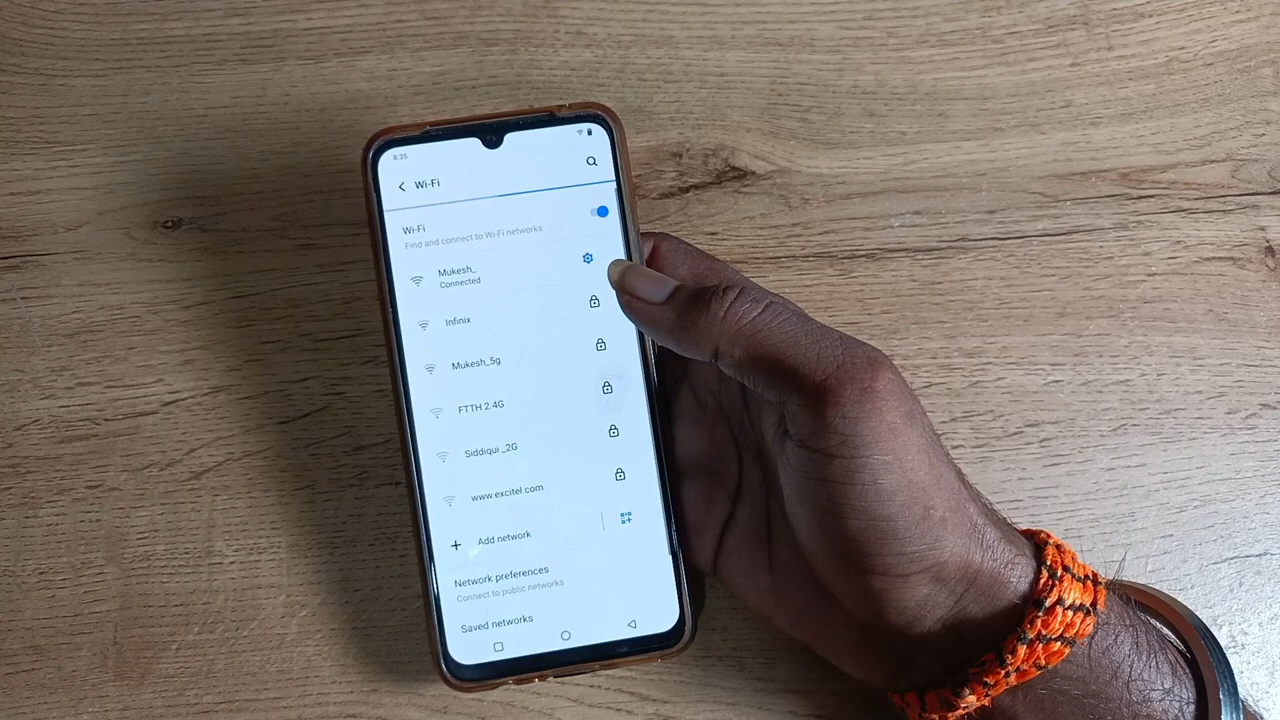 8:35
Wi-Fi
Wi-Fi
Find and connect to Wi-Fi networks
Mukesh_
Connected
Infinix
Mukesh_5g
FTTH 2.4G
Siddiqui _2G
www.excitel.com
Add network
Network preferences
Connect to public networks
Saved networks